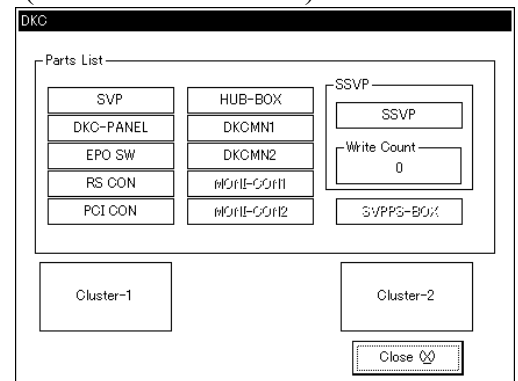 DKC
Parts List
SVP
DKC-PANEL
EPO SW
RS CON
PCI CON
HUB-BOX
DKCMN1
DKCMN2
SSVP
SSVP
Write Count
0
SVPPS-BOX
Cluster-1
Cluster-2
Close (X)